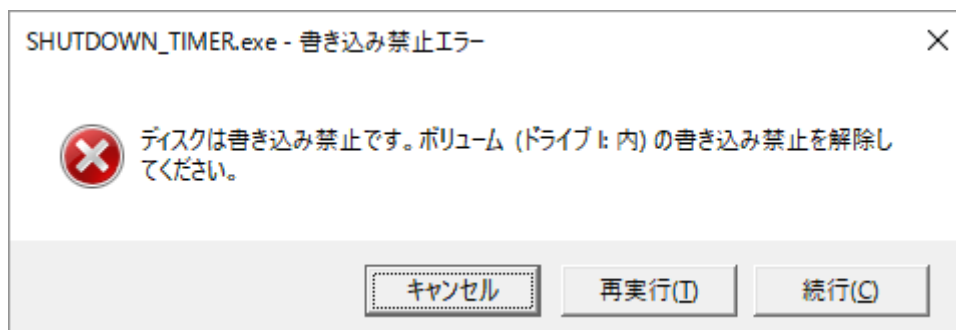 SHUTDOWN_TIMER.exe - 書き込み禁止エラー
ディスクは書き込み禁止です。ボリューム (ドライブ I: 内) の書き込み禁止を解除し
てください。
キャンセル 再実行(T) 続行(C)